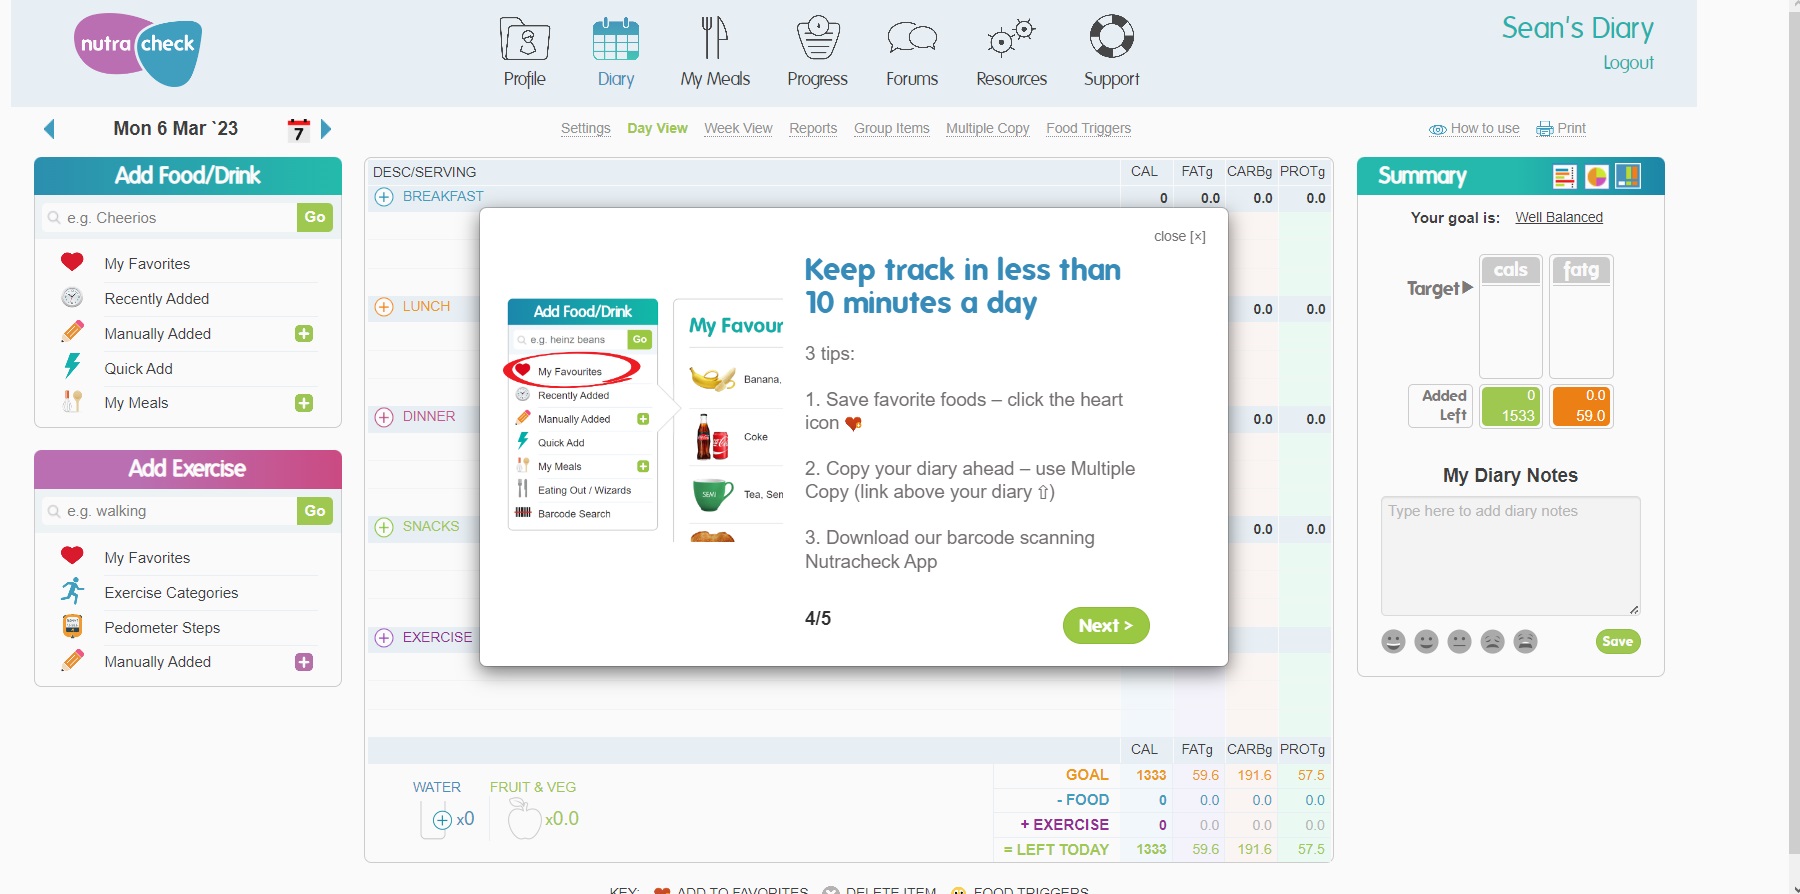 nutra check
Profile
Diary
My Meals
Progress
Forums
Resources
Support
Sean's Diary
Logout
Mon 6 Mar `23
7
Settings
Day View
Week View
Reports
Group Items
Multiple Copy
Food Triggers
How to use
Print
Add Food/Drink
e.g. Cheerios
Go
My Favorites
Recently Added
Manually Added
Quick Add
My Meals
Add Exercise
e.g. walking
Go
My Favorites
Exercise Categories
Pedometer Steps
Manually Added
DESC/SERVING CAL FATg CARBg PROTg
BREAKFAST 0 0.0 0.0 0.0
LUNCH 0.0 0.0
DINNER 0.0 0.0
SNACKS 0.0 0.0
EXERCISE
close [x]
Add Food/Drink
e.g. heinz beans
Go
My Favourites
Recently Added
Manually Added
Quick Add
My Meals
Eating Out / Wizards
Barcode Search
My Favour
Banana,
Coke
SEMI
Tea, Sem
Keep track in less than
10 minutes a day
3 tips:
1. Save favorite foods – click the heart
icon
2. Copy your diary ahead – use Multiple
Copy (link above your diary ⇧)
3. Download our barcode scanning
Nutracheck App
4/5
Next >
CAL FATg CARBg PROTg
GOAL 1333 59.6 191.6 57.5
- FOOD 0 0.0 0.0 0.0
+ EXERCISE 0 0.0 0.0 0.0
= LEFT TODAY 1333 59.6 191.6 57.5
WATER
x0
FRUIT & VEG
x0.0
KEY: ADD TO FAVORITES DELETE ITEM FOOD TRIGGERS
Summary
Your goal is: Well Balanced
cals fatg
Target
Added 0 0.0
Left 1533 59.0
My Diary Notes
Type here to add diary notes
Save